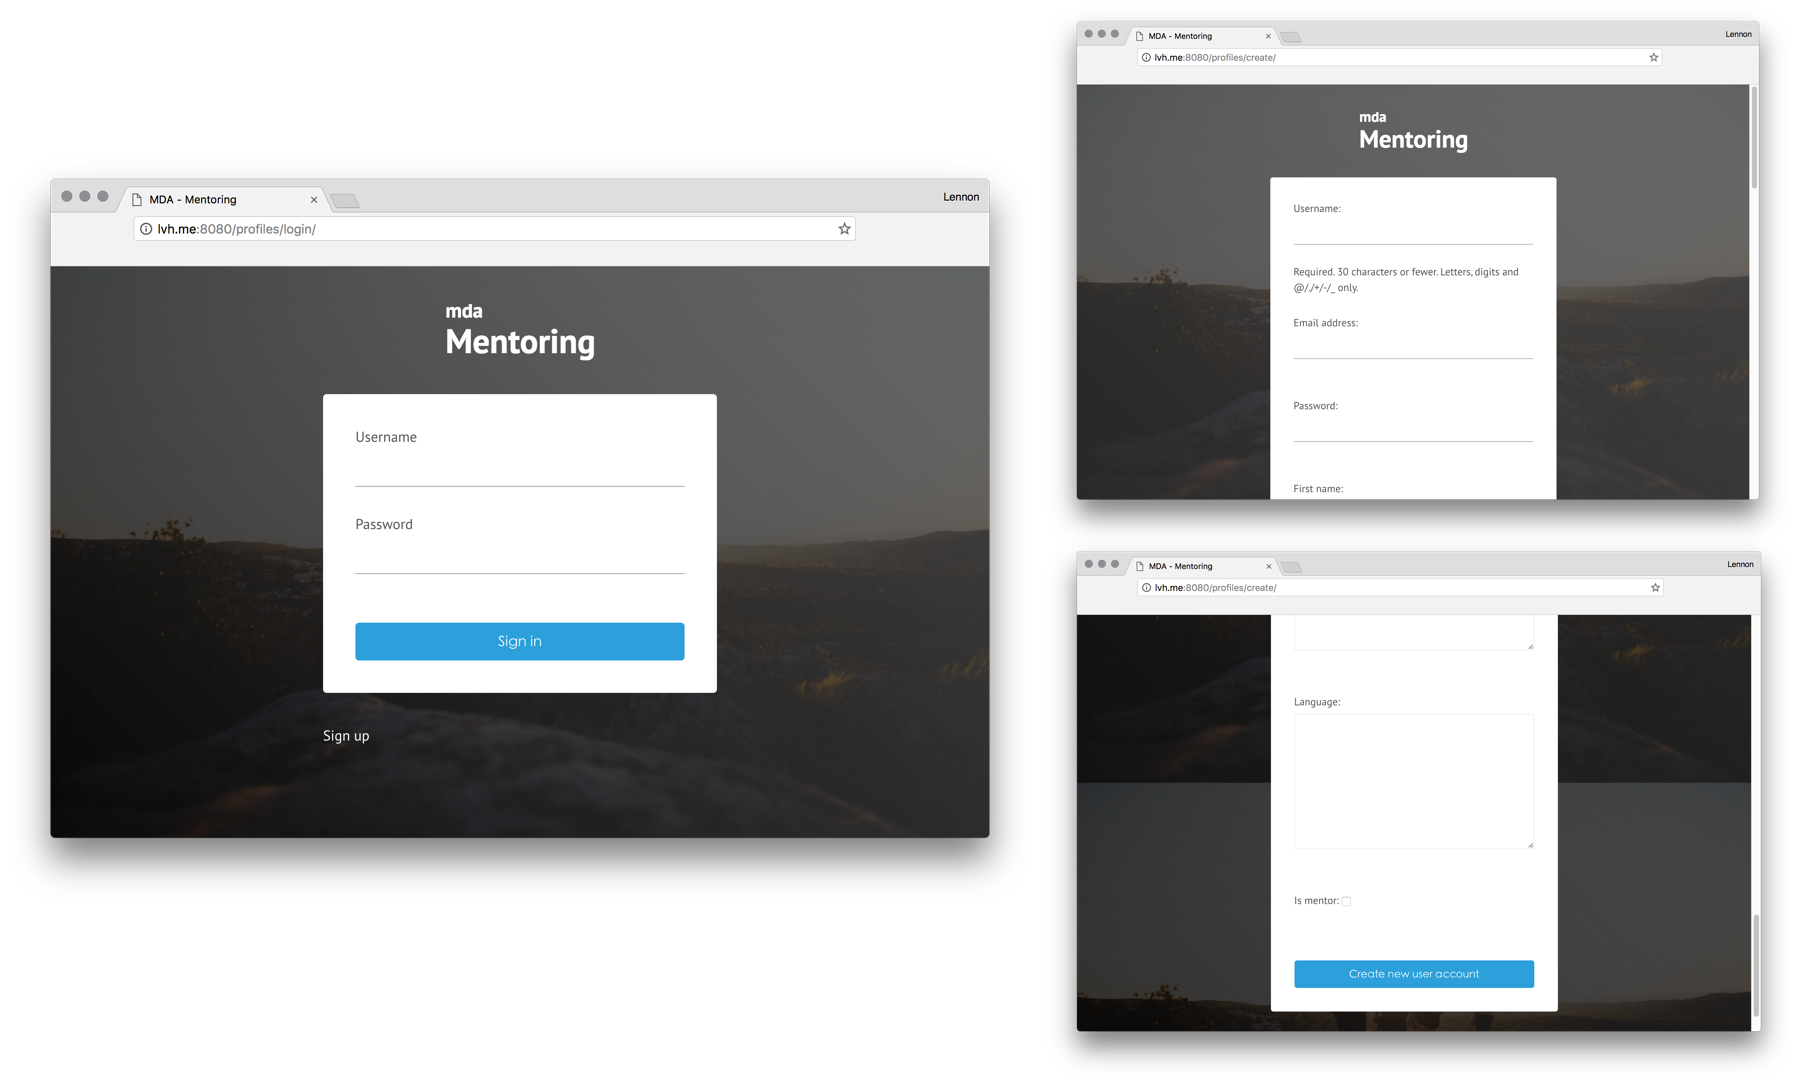 MDA - Mentoring
Lennon
lvh.me:8080/profiles/login/
mda
Mentoring
Username
Password
Sign in
Sign up
MDA - Mentoring
Lennon
lvh.me:8080/profiles/create/
mda
Mentoring
Username:
Required. 30 characters or fewer. Letters, digits and
@/./+/-/_ only.
Email address:
Password:
First name:
MDA - Mentoring
Lennon
lvh.me:8080/profiles/create/
Language:
Is mentor:
Create new user account